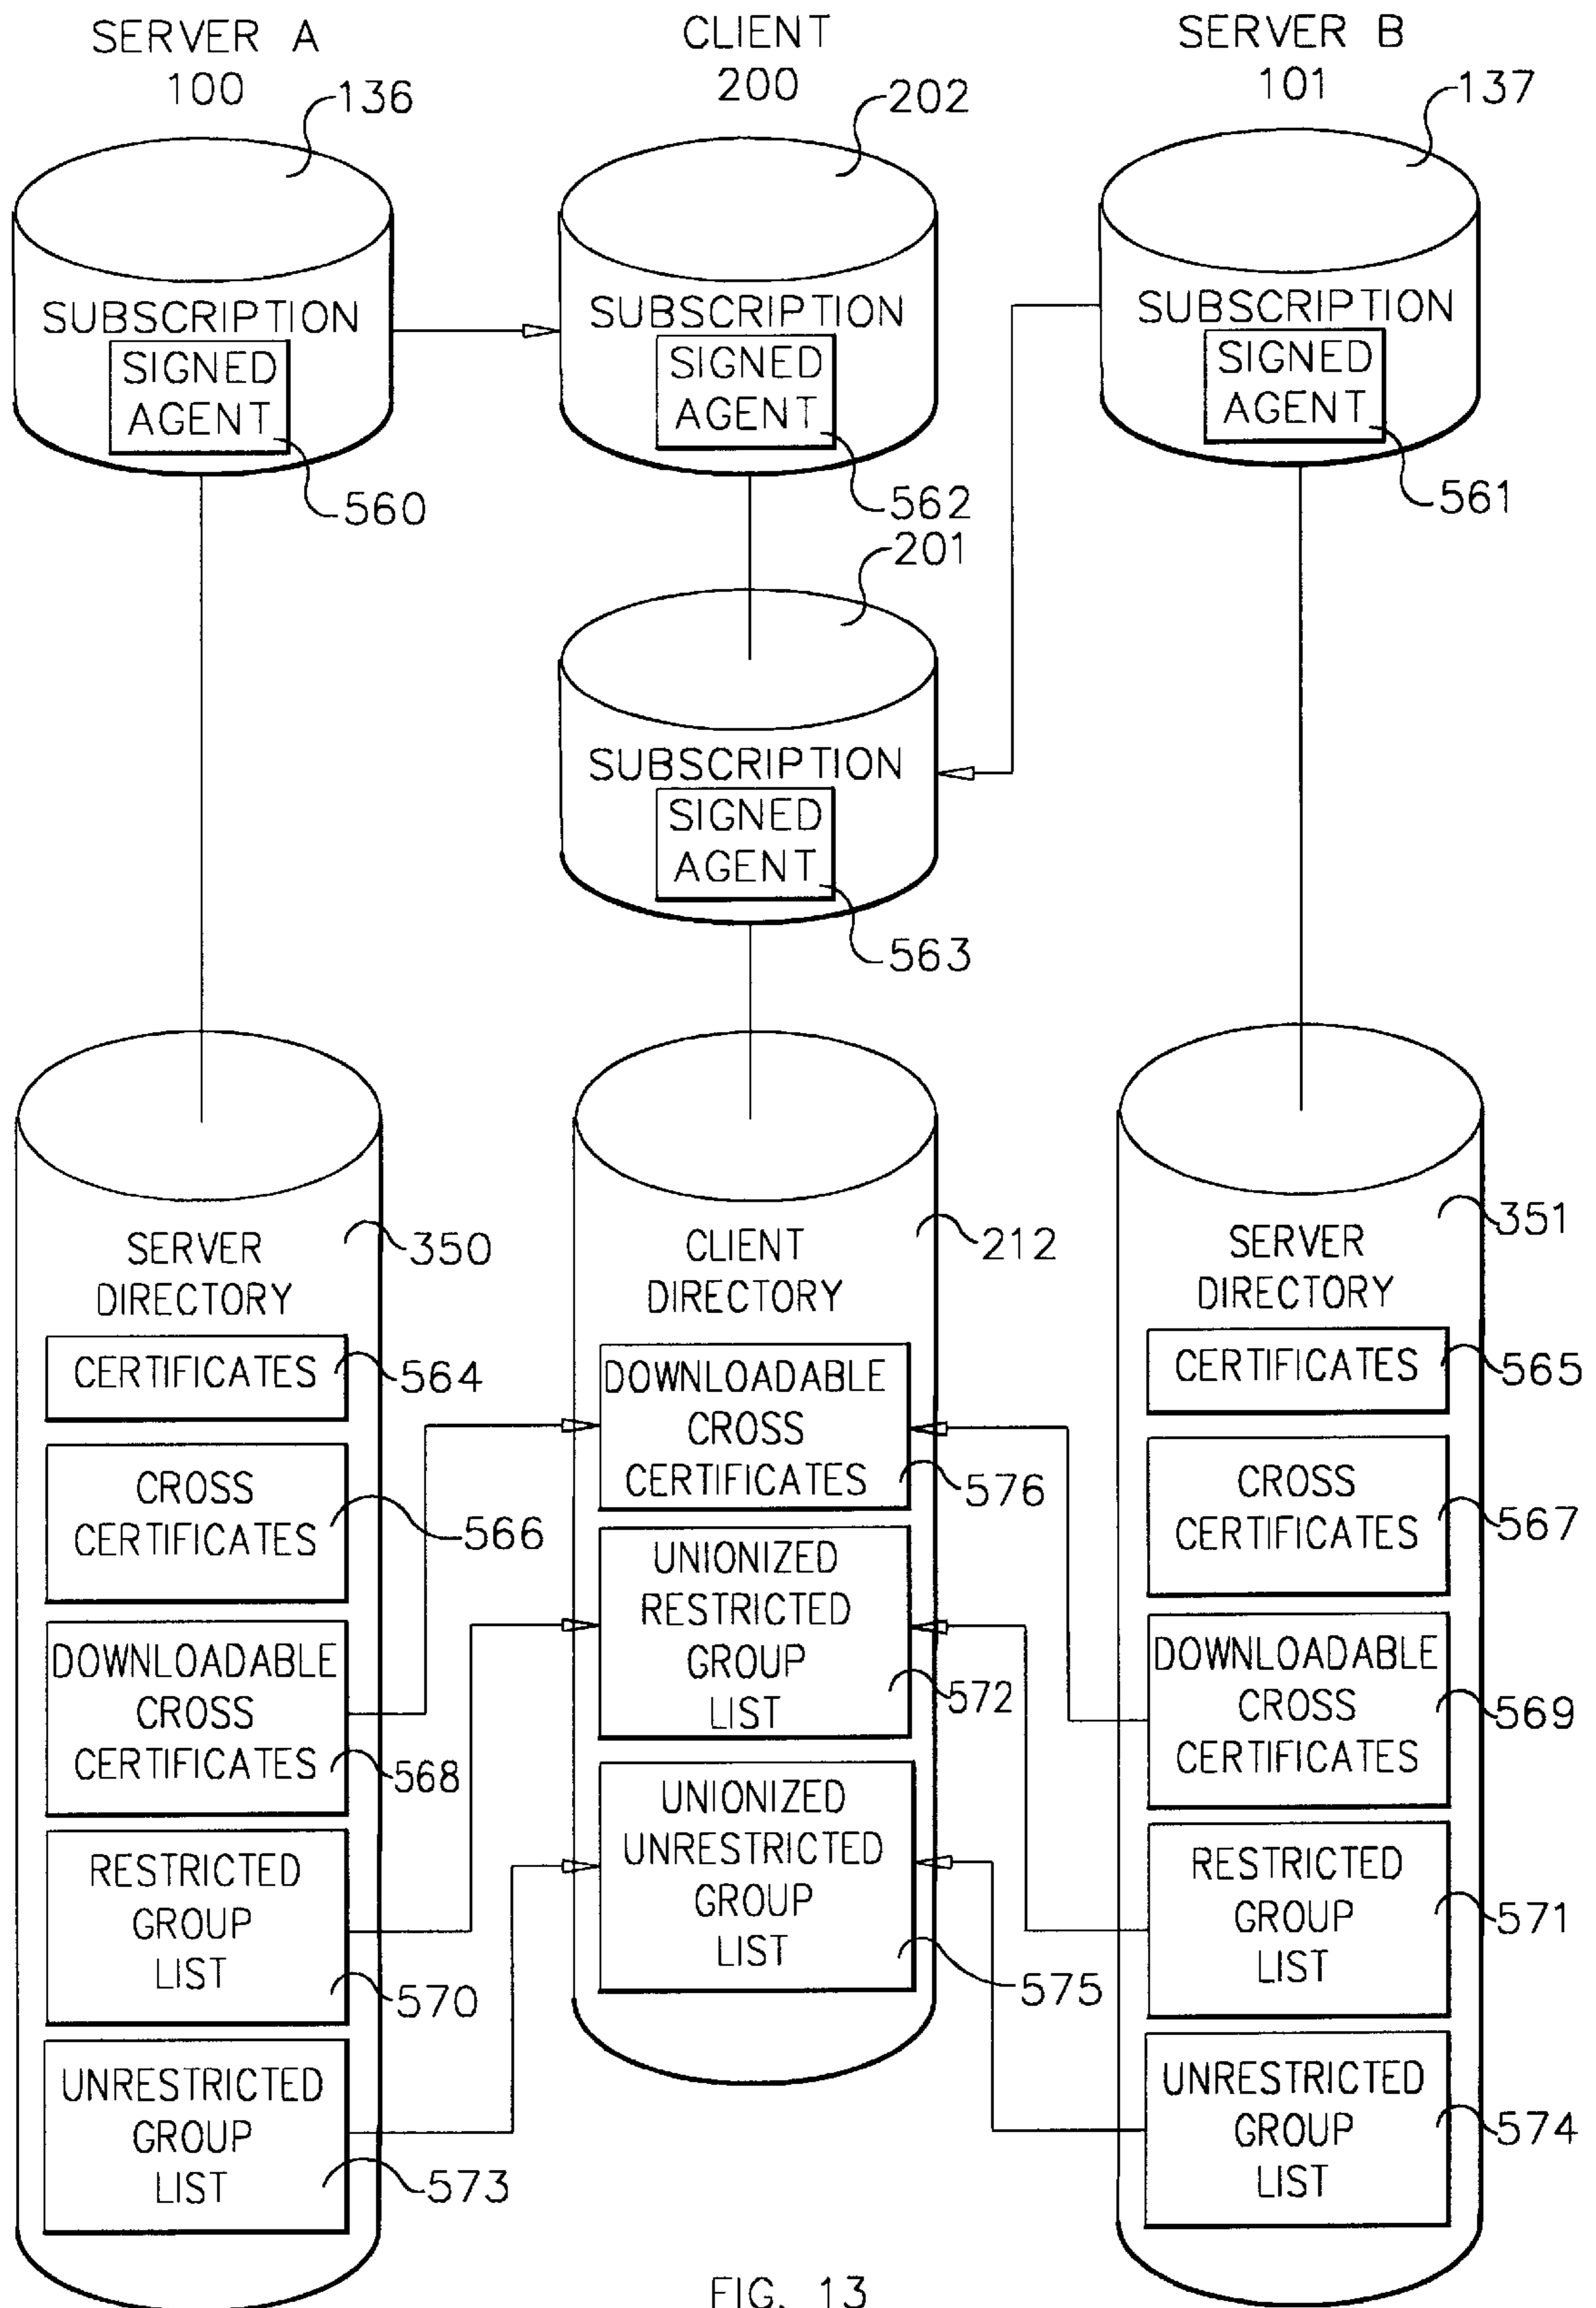 SERVER A
100
CLIENT
200
SERVER B
101
136
202
137
SUBSCRIPTION
SIGNED
AGENT
560
SUBSCRIPTION
SIGNED
AGENT
562
SUBSCRIPTION
SIGNED
AGENT
561
201
SUBSCRIPTION
SIGNED
AGENT
563
SERVER
DIRECTORY
350
CERTIFICATES
564
CROSS
CERTIFICATES
566
DOWNLOADABLE
CROSS
CERTIFICATES
568
RESTRICTED
GROUP
LIST
570
UNRESTRICTED
GROUP
LIST
573
CLIENT
DIRECTORY
212
DOWNLOADABLE
CROSS
CERTIFICATES
576
UNIONIZED
RESTRICTED
GROUP
LIST
572
UNIONIZED
UNRESTRICTED
GROUP
LIST
575
SERVER
DIRECTORY
351
CERTIFICATES
565
CROSS
CERTIFICATES
567
DOWNLOADABLE
CROSS
CERTIFICATES
569
RESTRICTED
GROUP
LIST
571
UNRESTRICTED
GROUP
LIST
574
FIG. 13